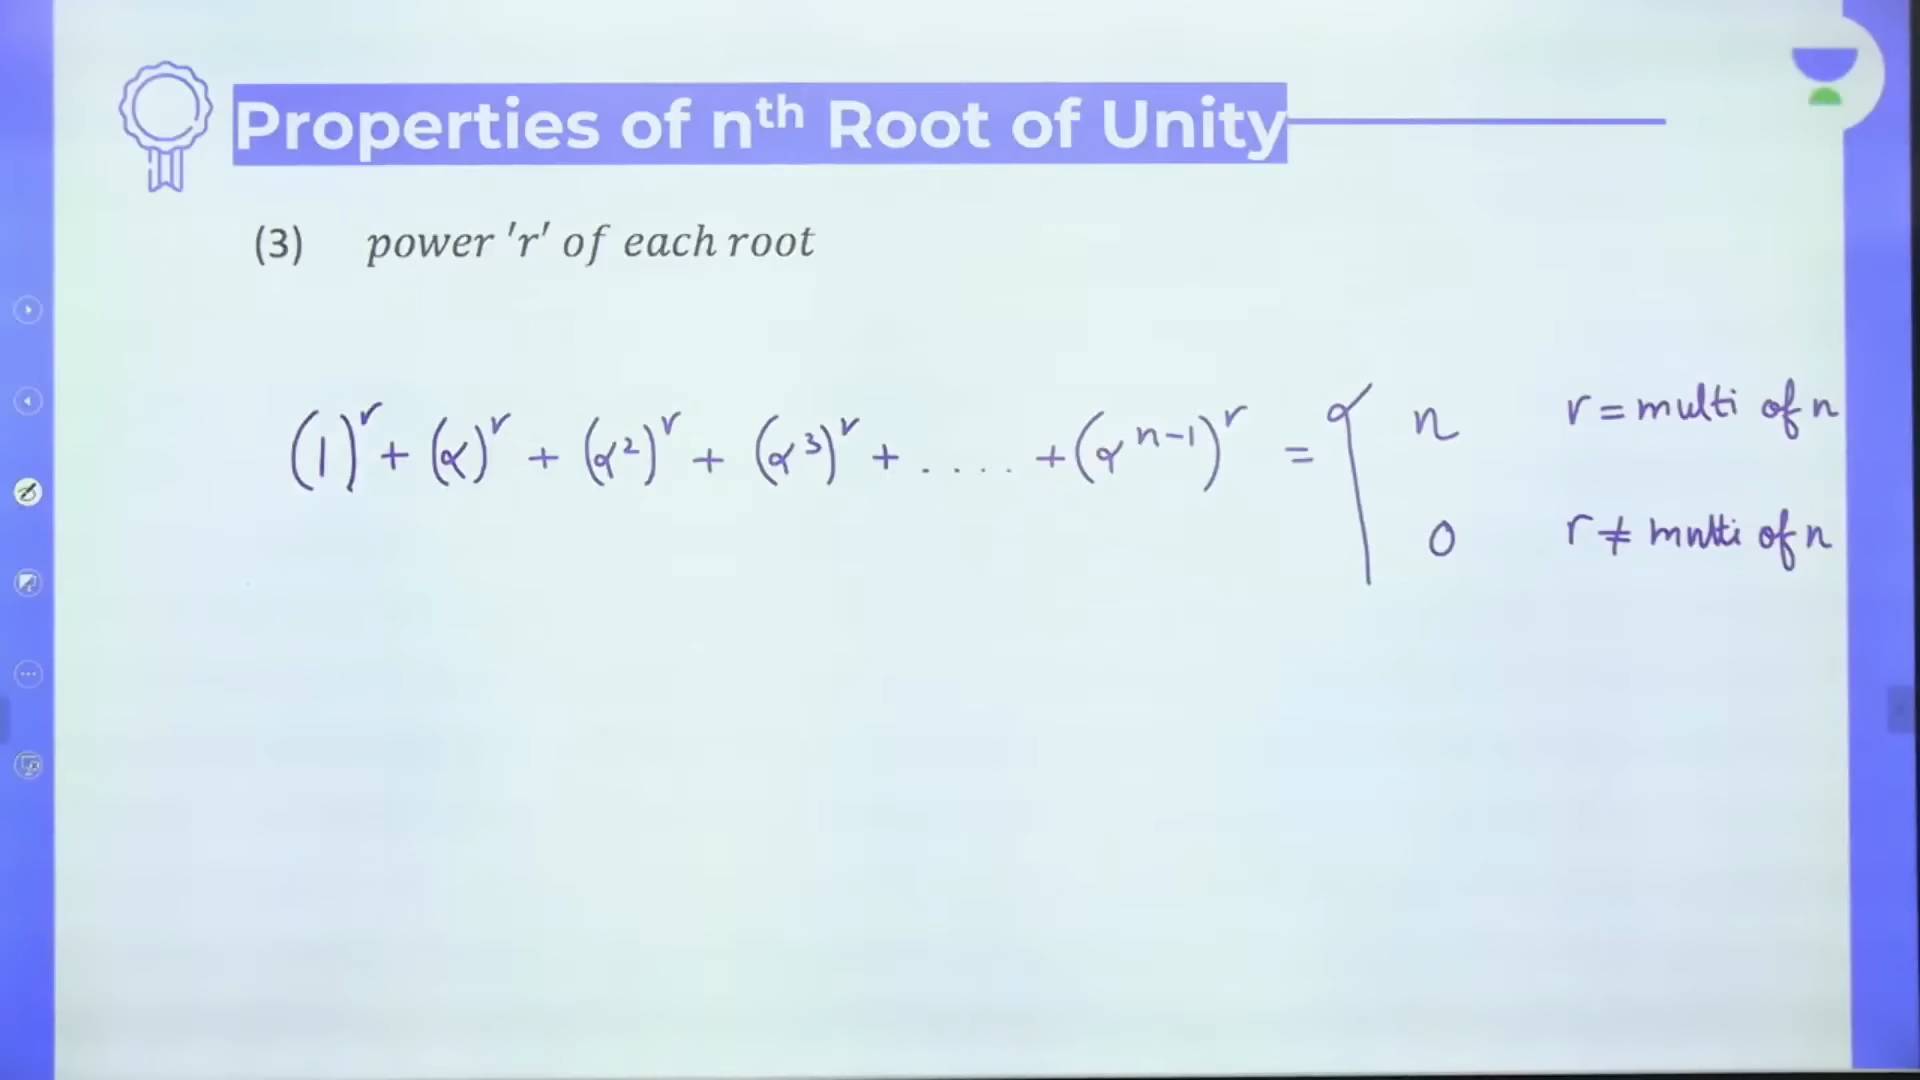 Properties of nᵗʰ Root of Unity
(3) power 'r' of each root
(1)^r + (α)^r + (α²)^r + (α³)^r + ..... + (α^{n-1})^r = { n r = multi of n
0 r ≠ multi of n